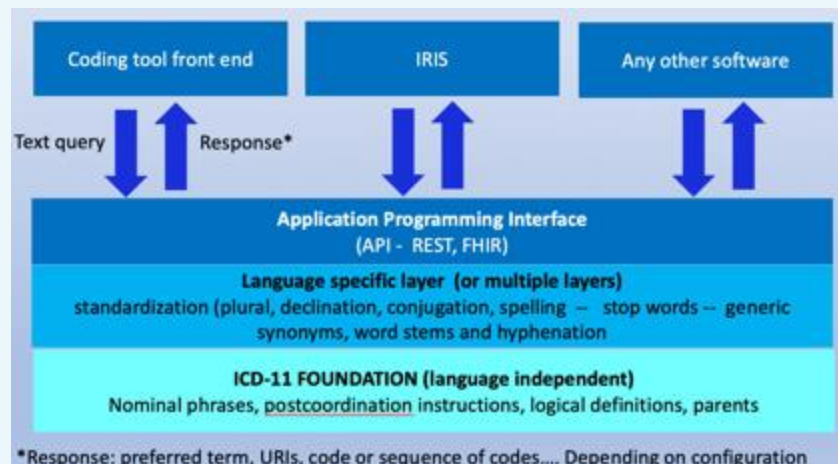 Coding tool front end
IRIS
Any other software
Text query
Response*
Application Programming Interface
(API - REST, FHIR)
Language specific layer (or multiple layers)
standardization (plural, declination, conjugation, spelling – stop words – generic
synonyms, word stems and hyphenation
ICD-11 FOUNDATION (language independent)
Nominal phrases, postcoordination instructions, logical definitions, parents
*Response: preferred term, URIs, code or sequence of codes.... Depending on configuration